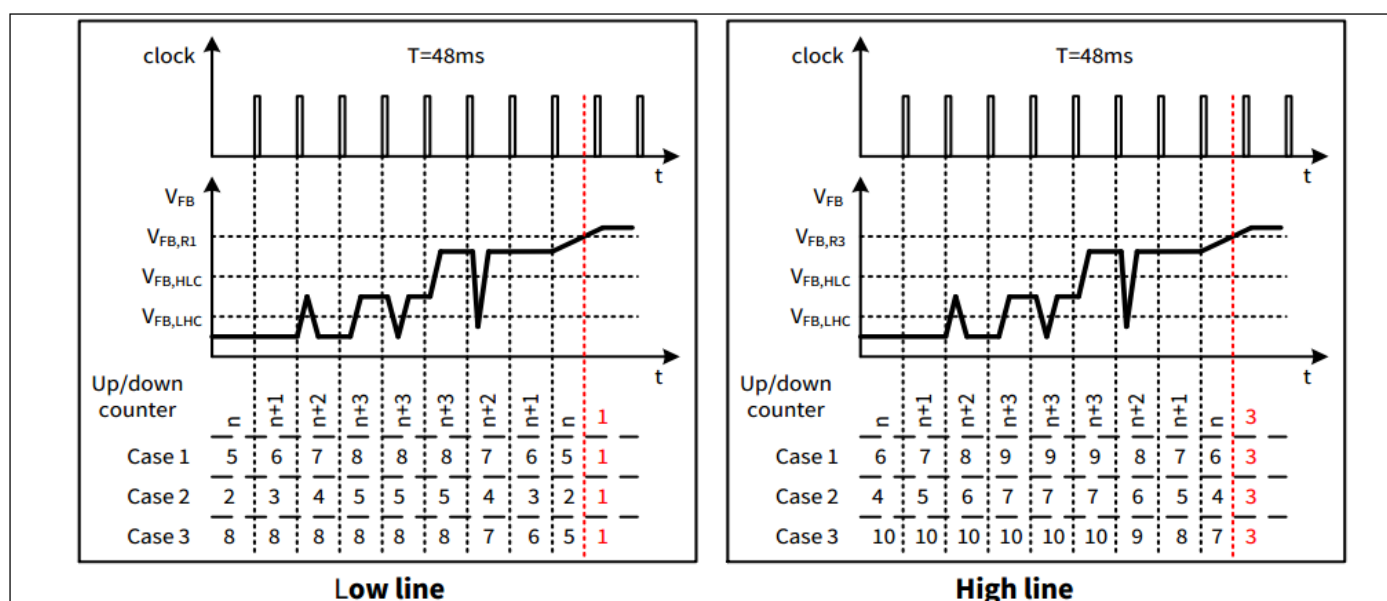 clock T=48ms
t
VFB
VFB,R1
VFB,HLC
VFB,LHC
t
Up/down
counter n n+1 n+2 n+3 n+3 n+3 n+2 n+1 n 1
Case 1 5 6 7 8 8 8 7 6 5 1
Case 2 2 3 4 5 5 5 4 3 2 1
Case 3 8 8 8 8 8 8 7 6 5 1
Low line
clock T=48ms
t
VFB
VFB,R3
VFB,HLC
VFB,LHC
t
Up/down
counter n n+1 n+2 n+3 n+3 n+3 n+2 n+1 n 3
Case 1 6 7 8 9 9 9 8 7 6 3
Case 2 4 5 6 7 7 7 6 5 4 3
Case 3 10 10 10 10 10 10 9 8 7 3
High line